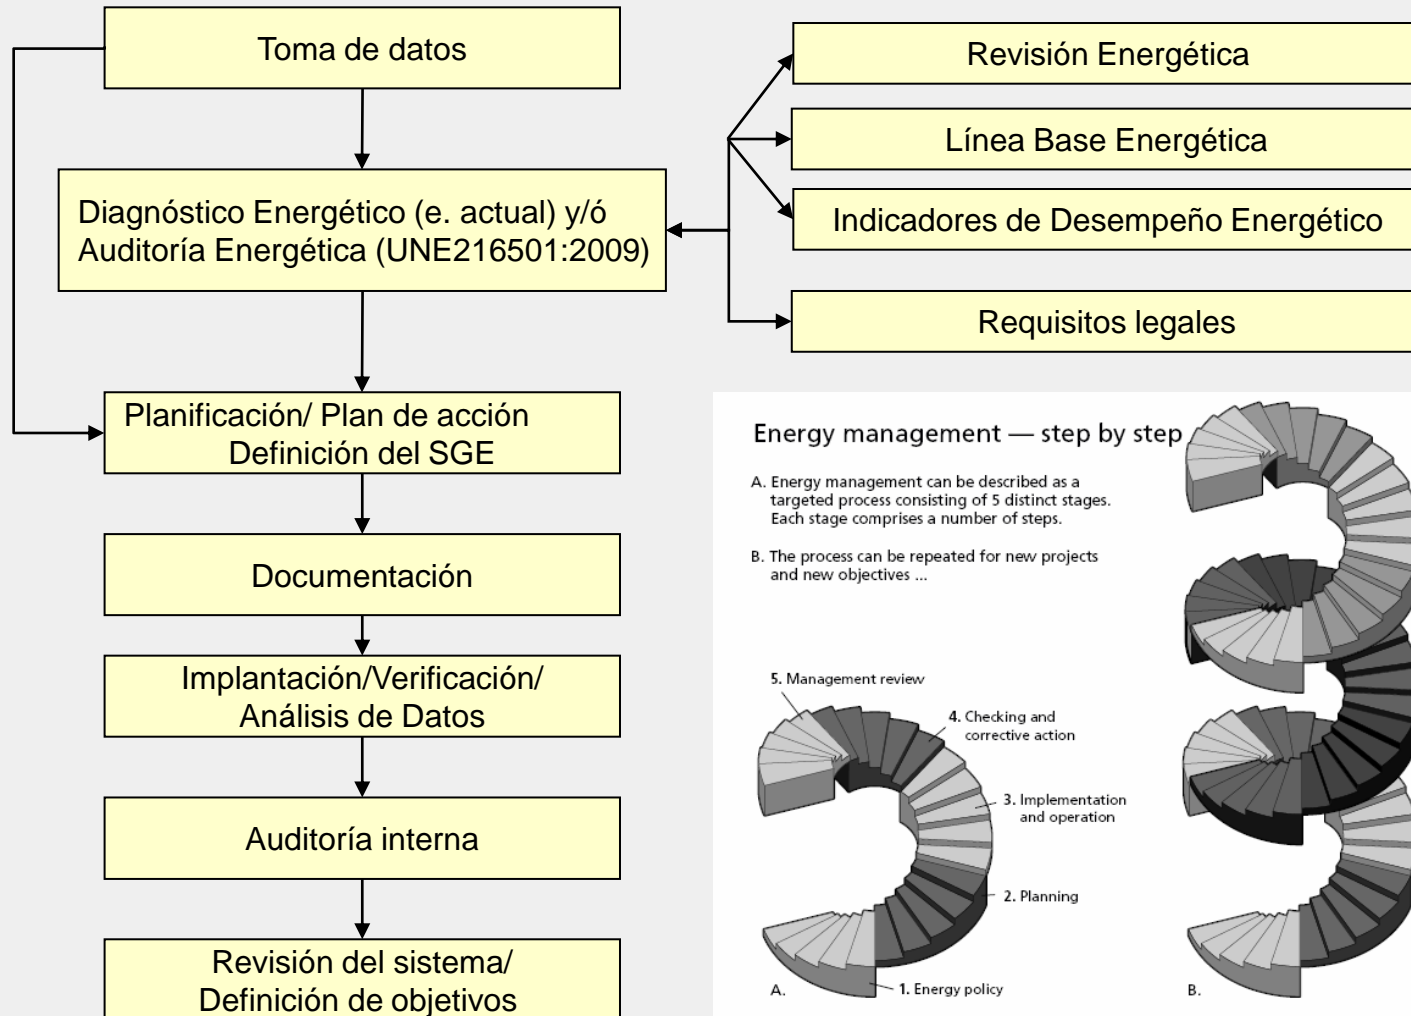 Toma de datos
Diagnóstico Energético (e. actual) y/ó
Auditoría Energética (UNE216501:2009)
Planificación/ Plan de acción
Definición del SGE
Documentación
Implantación/Verificación/
Análisis de Datos
Auditoría interna
Revisión del sistema/
Definición de objetivos
Revisión Energética
Línea Base Energética
Indicadores de Desempeño Energético
Requisitos legales
Energy management — step by step
A. Energy management can be described as a
targeted process consisting of 5 distinct stages.
Each stage comprises a number of steps.
B. The process can be repeated for new projects
and new objectives ...
5. Management review
4. Checking and
corrective action
3. Implementation
and operation
2. Planning
1. Energy policy
A.
B.